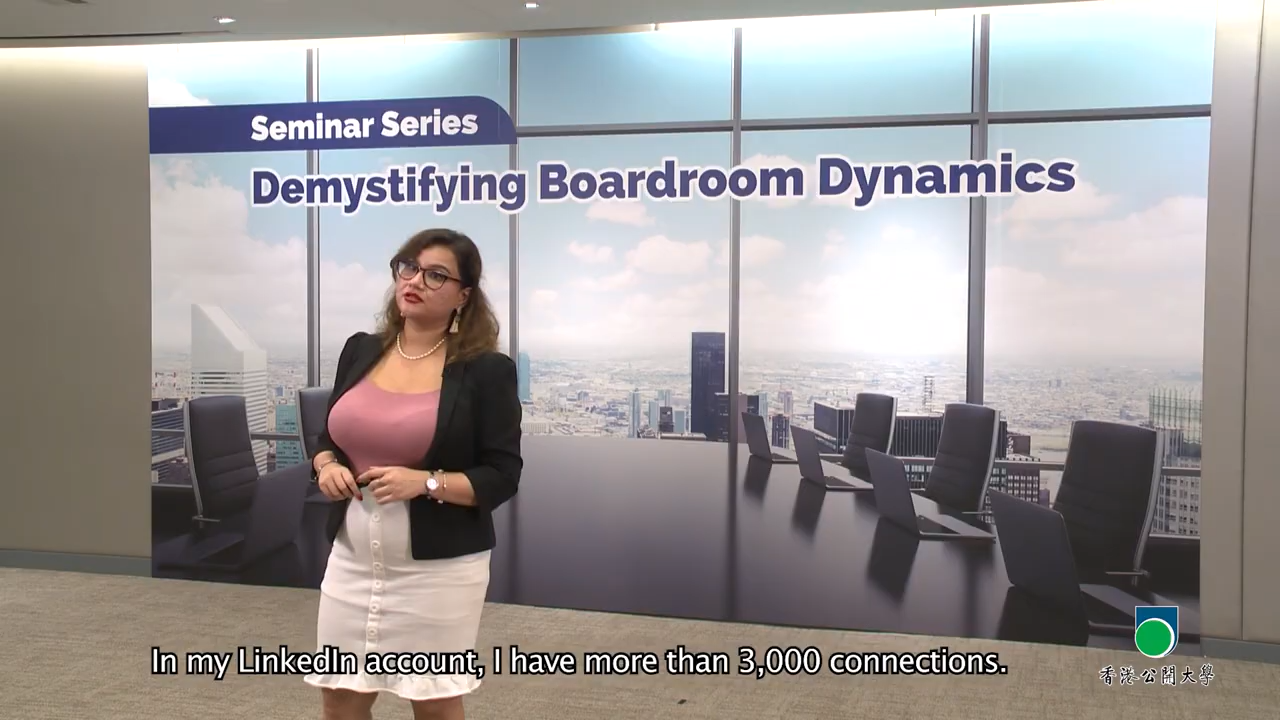 Seminar Series
Demystifying Boardroom Dynamics
In my LinkedIn account, I have more than 3,000 connections.
香港公開大學